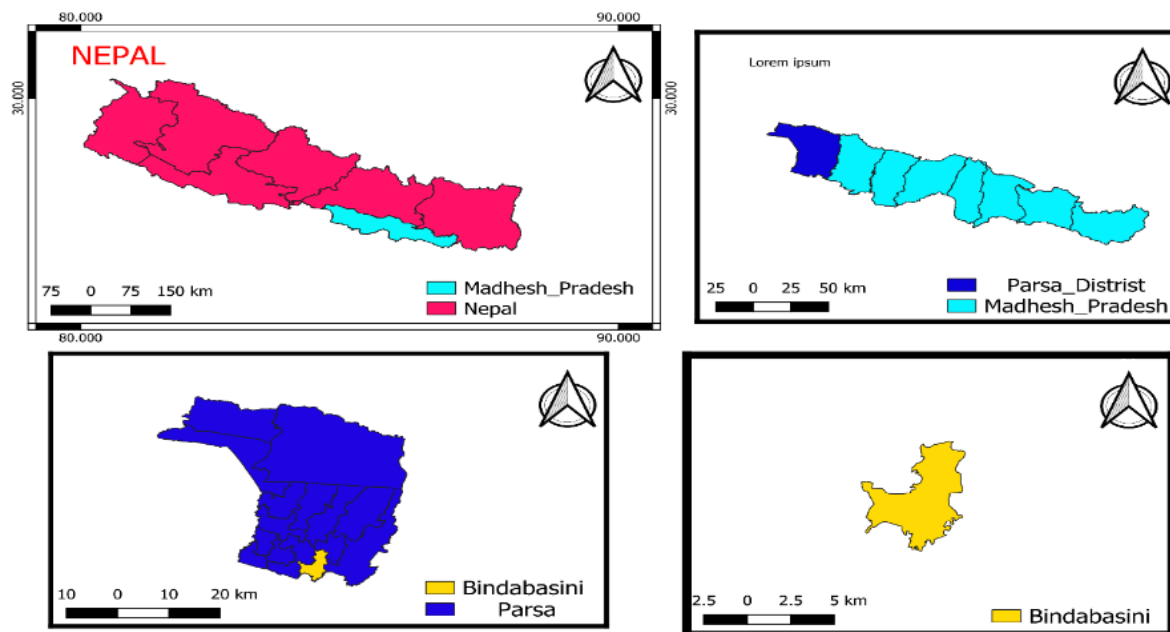 80.000 90.000
NEPAL
30.000 30.000
Madhesh_Pradesh
75 0 75 150 km
Nepal
80.000 90.000
Lorem ipsum
Parsa_Distrist
25 0 25 50 km
Madhesh_Pradesh
Bindabasini
10 0 10 20 km
Parsa
2.5 0 2.5 5 km
Bindabasini